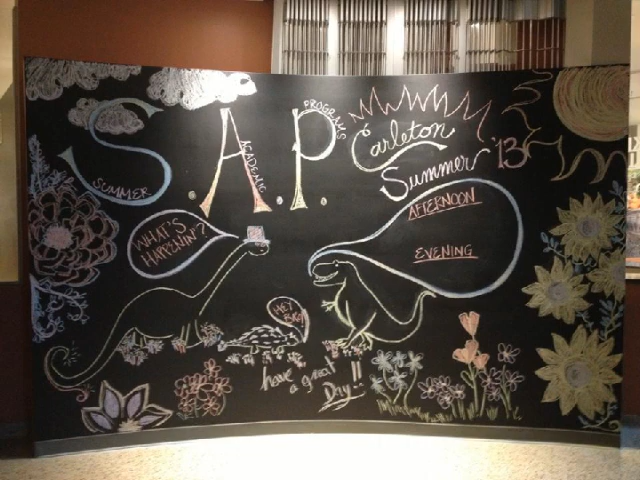 S.A.P.
SUMMER
ACADEMIC
PROGRAMS
Carleton
Summer '13
WHAT'S
HAPPENIN'?
AFTERNOON
EVENING
HEY
have a great
Day!!